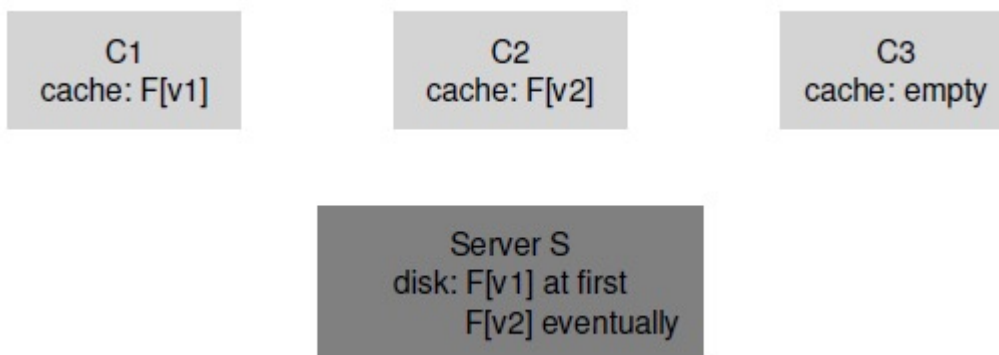 C1
cache: F[v1]
C2
cache: F[v2]
C3
cache: empty
Server S
disk: F[v1] at first
F[v2] eventually